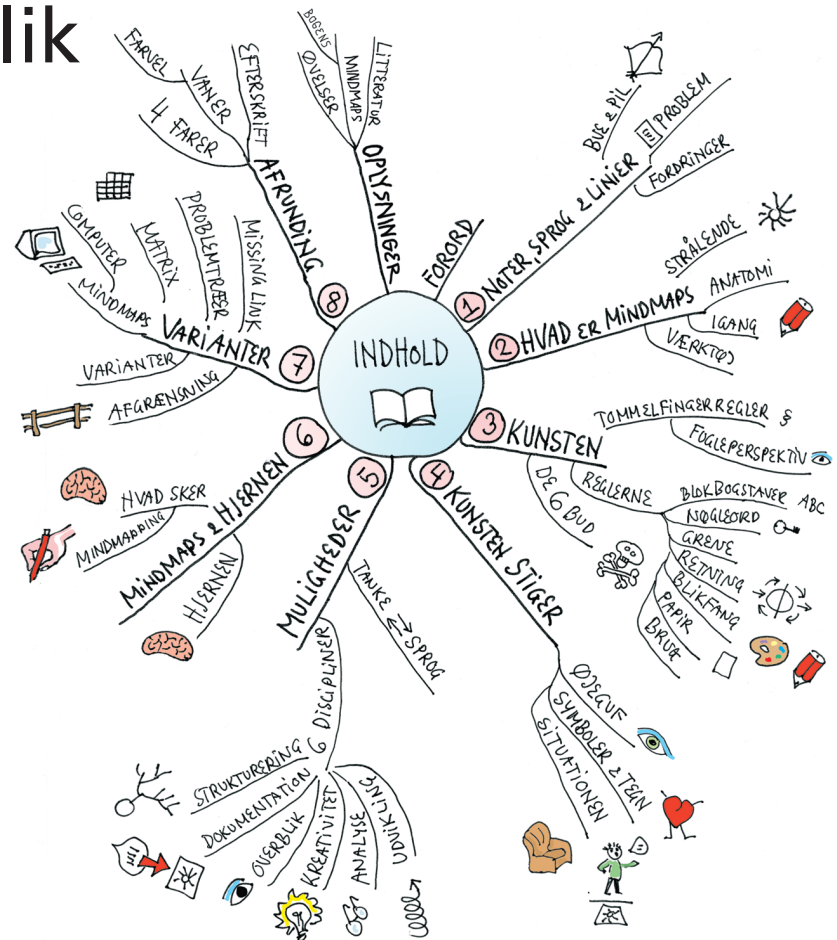 lik
INDHOLD
FORORD
1
NOTER, SPROG & LINIER
BUE & PIL
PROBLEM
FORDRINGER
2
HVAD ER MINDMAPS
STRÅLENDE
ANATOMI
IGANG
VÆRKTØJ
3
KUNSTEN
TOMMELFINGERREGLER §
FUGLEPERSPEKTIV
REGLERNE
BLOKBOGSTAVER ABC
NØGLEORD
GRENE
RETNING
BLIKFANG
PAPIR
BRUG
DE 6 BUD
4
KUNSTEN STIGER
ØJEGUF
SYMBOLER & TEGN
SITUATIONEN
5
MULIGHEDER
TANKE ⇄ SPROG
6 DISCIPLINER
UDVIKLING
ANALYSE
KREATIVITET
OVERBLIK
DOKUMENTATION
STRUKTURERING
6
MINDMAPS & HJERNEN
HJERNEN
HVAD SKER
MINDMAPPING
7
VARIANTER
AFGRÆNSNING
VARIANTER
MINDMAPS
COMPUTER
MATRIX
PROBLEMTRÆER
MISSING LINK
8
AFRUNDING
4 FARER
VANER
FARVEL
EFTERSKRIFT
OPLYSNINGER
ØVELSER
BOGENS
MINDMAPS
LITTERATUR